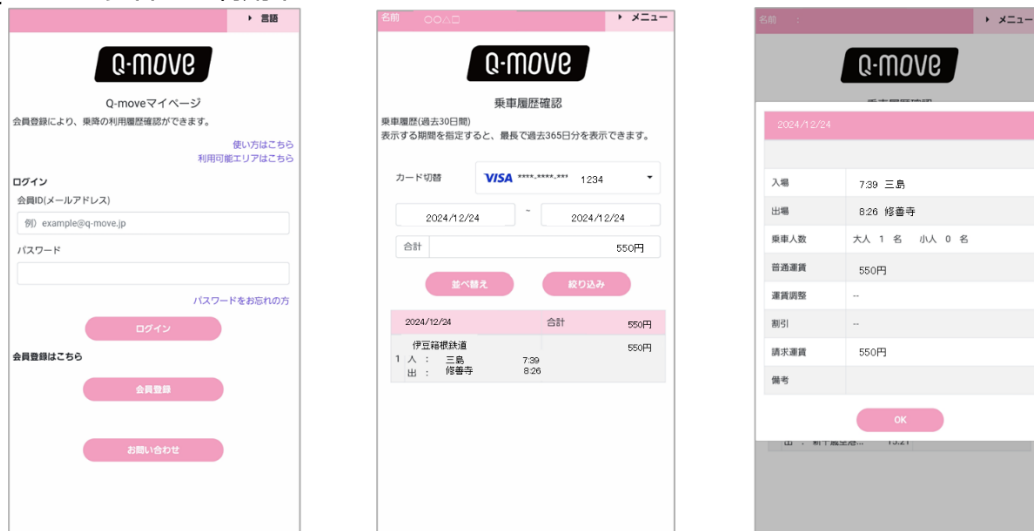 ▶ 言語
Q-move
Q-moveマイページ
会員登録により、乗降の利用履歴確認ができます。
使い方はこちら
利用可能エリアはこちら
ログイン
会員ID(メールアドレス)
例）example@q-move.jp
パスワード
パスワードをお忘れの方
ログイン
会員登録はこちら
会員登録
お問い合わせ
名前 ○○△□
▶ メニュー
Q-move
乗車履歴確認
乗車履歴(過去30日間)
表示する期間を指定すると、最長で過去365日分を表示できます。
カード切替 VISA ****-****-*** 1234
2024/12/24 ~ 2024/12/24
合計 550円
並べ替え 絞り込み
2024/12/24 合計 550円
伊豆箱根鉄道 550円
1 入 : 三島 7:39
出 : 修善寺 8:26
名前 :
▶ メニュー
Q-move
2024/12/24
入場 7:39 三島
出場 8:26 修善寺
乗車人数 大人 1 名 小人 0 名
普通運賃 550円
運賃調整 --
割引 --
請求運賃 550円
備考
OK